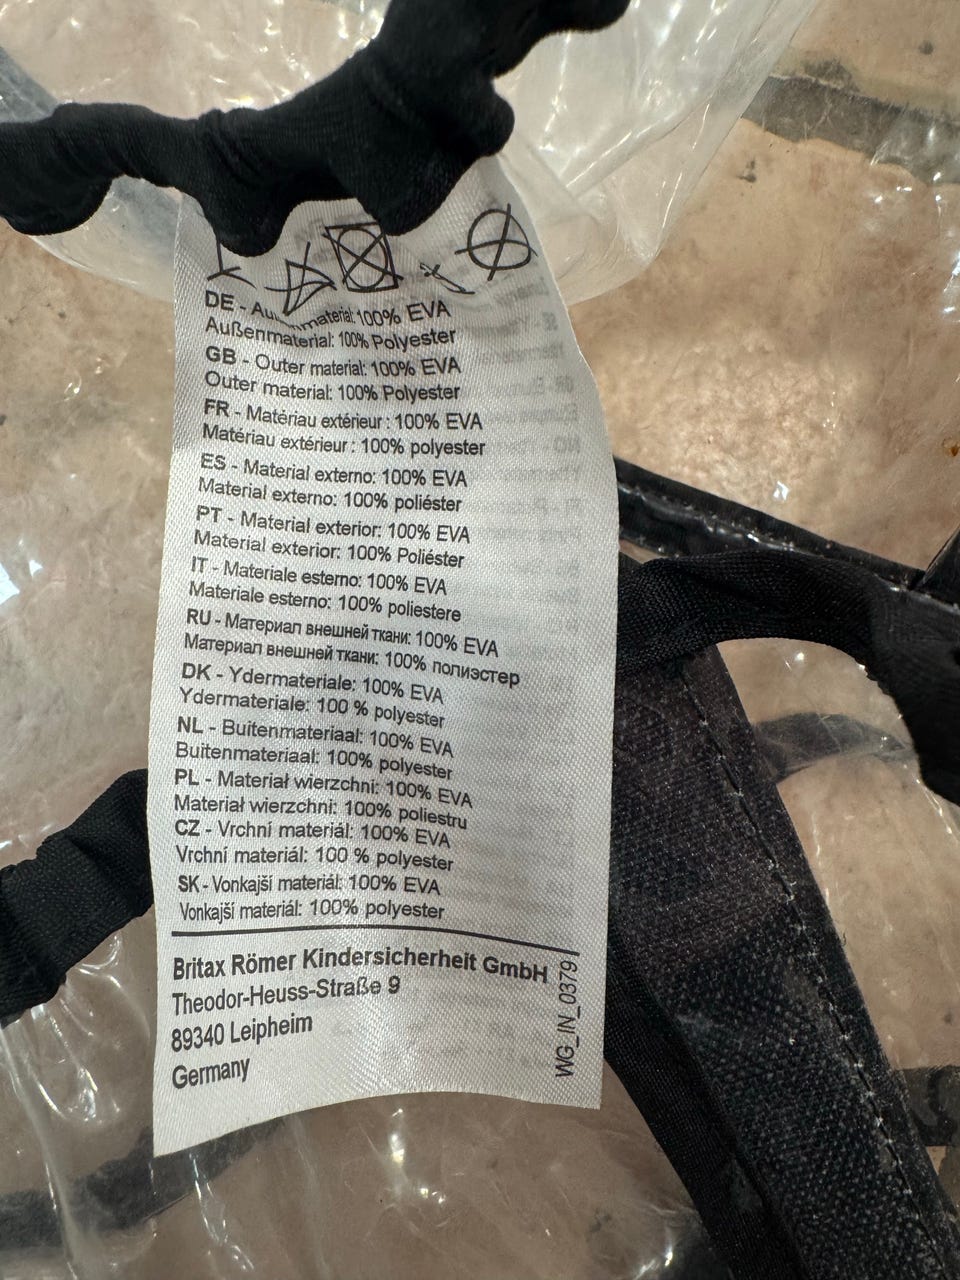 DE - Au material: 100% EVA
Außenmaterial: 100% Polyester
GB - Outer material: 100% EVA
Outer material: 100% Polyester
FR - Matériau extérieur : 100% EVA
Matériau extérieur : 100% polyester
ES - Material externo: 100% EVA
Material externo: 100% poliéster
PT - Material exterior: 100% EVA
Material exterior: 100% Poliéster
IT - Materiale esterno: 100% EVA
Materiale esterno: 100% poliestere
RU - Материал внешней ткани: 100% EVA
Материал внешней ткани: 100% полиэстер
DK - Ydermateriale: 100% EVA
Ydermateriale: 100 % polyester
NL - Buitenmateriaal: 100% EVA
Buitenmateriaal: 100% polyester
PL - Materiał wierzchni: 100% EVA
Materiał wierzchni: 100% poliestru
CZ - Vrchní materiál: 100% EVA
Vrchní materiál: 100 % polyester
SK - Vonkajší materiál: 100% EVA
Vonkajší materiál: 100% polyester
Britax Römer Kindersicherheit GmbH
Theodor-Heuss-Straße 9
89340 Leipheim
Germany
WG_IN_0379